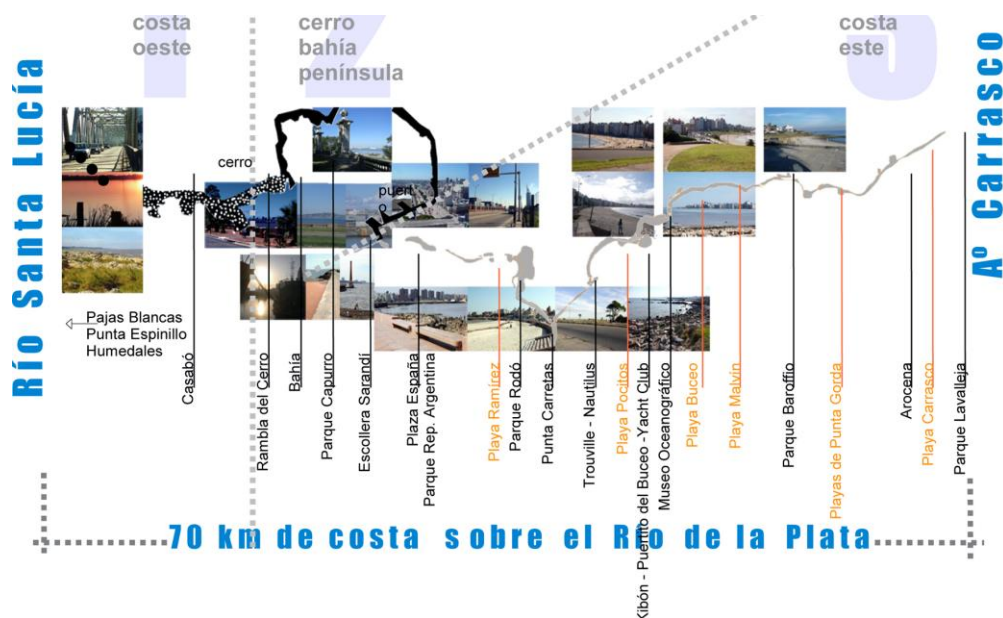 costa
oeste
1
cerro
bahía
península
2
costa
este
3
Río Santa Lucía
Aº Carrasco
cerro
puert
o
Pajas Blancas
Punta Espinillo
Humedales
Casabó
Rambla del Cerro
Bahía
Parque Capurro
Escollera Sarandí
Plaza España
Parque Rep. Argentina
Playa Ramírez
Parque Rodó
Punta Carretas
Trouville - Nautilus
Playa Pocitos
Kibón - Puertito del Buceo -Yacht Club
Museo Oceanográfico
Playa Buceo
Playa Malvín
Parque Baroffio
Playas de Punta Gorda
Arocena
Playa Carrasco
Parque Lavalleja
70 km de costa sobre el Río de la Plata